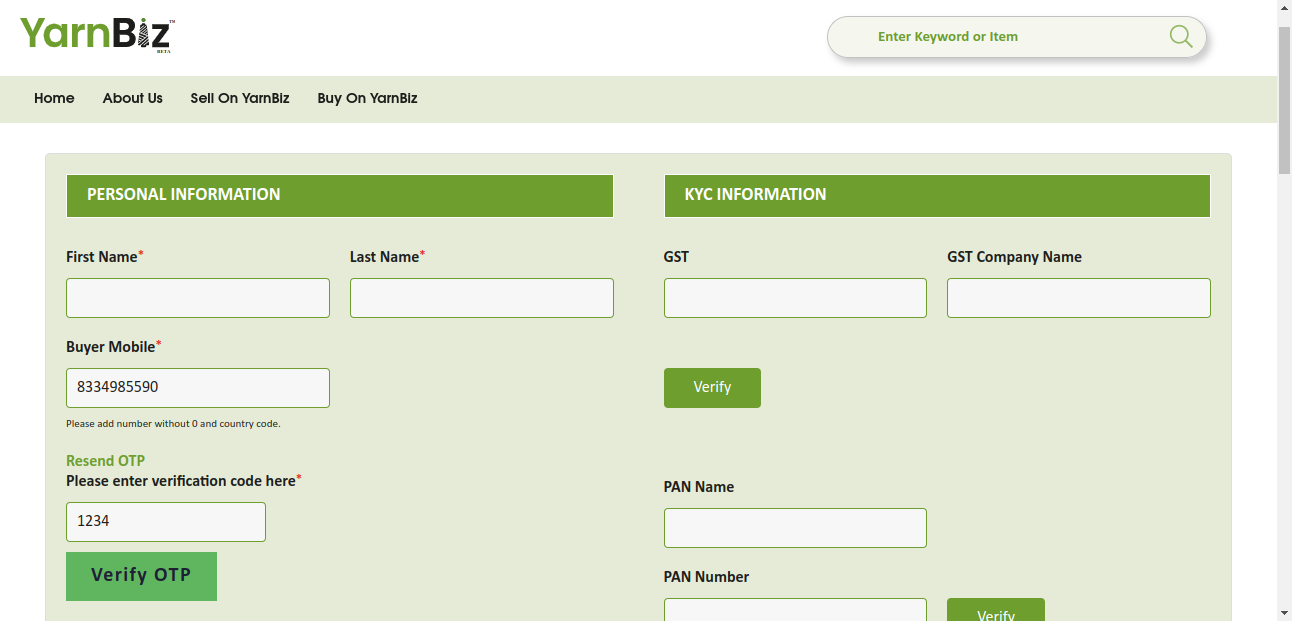 YarnBiz™
BETA
Enter Keyword or Item
Home About Us Sell On YarnBiz Buy On YarnBiz
PERSONAL INFORMATION
First Name* Last Name*
Buyer Mobile*
8334985590
Please add number without 0 and country code.
Resend OTP
Please enter verification code here*
1234
Verify OTP
KYC INFORMATION
GST GST Company Name
Verify
PAN Name
PAN Number
Verify